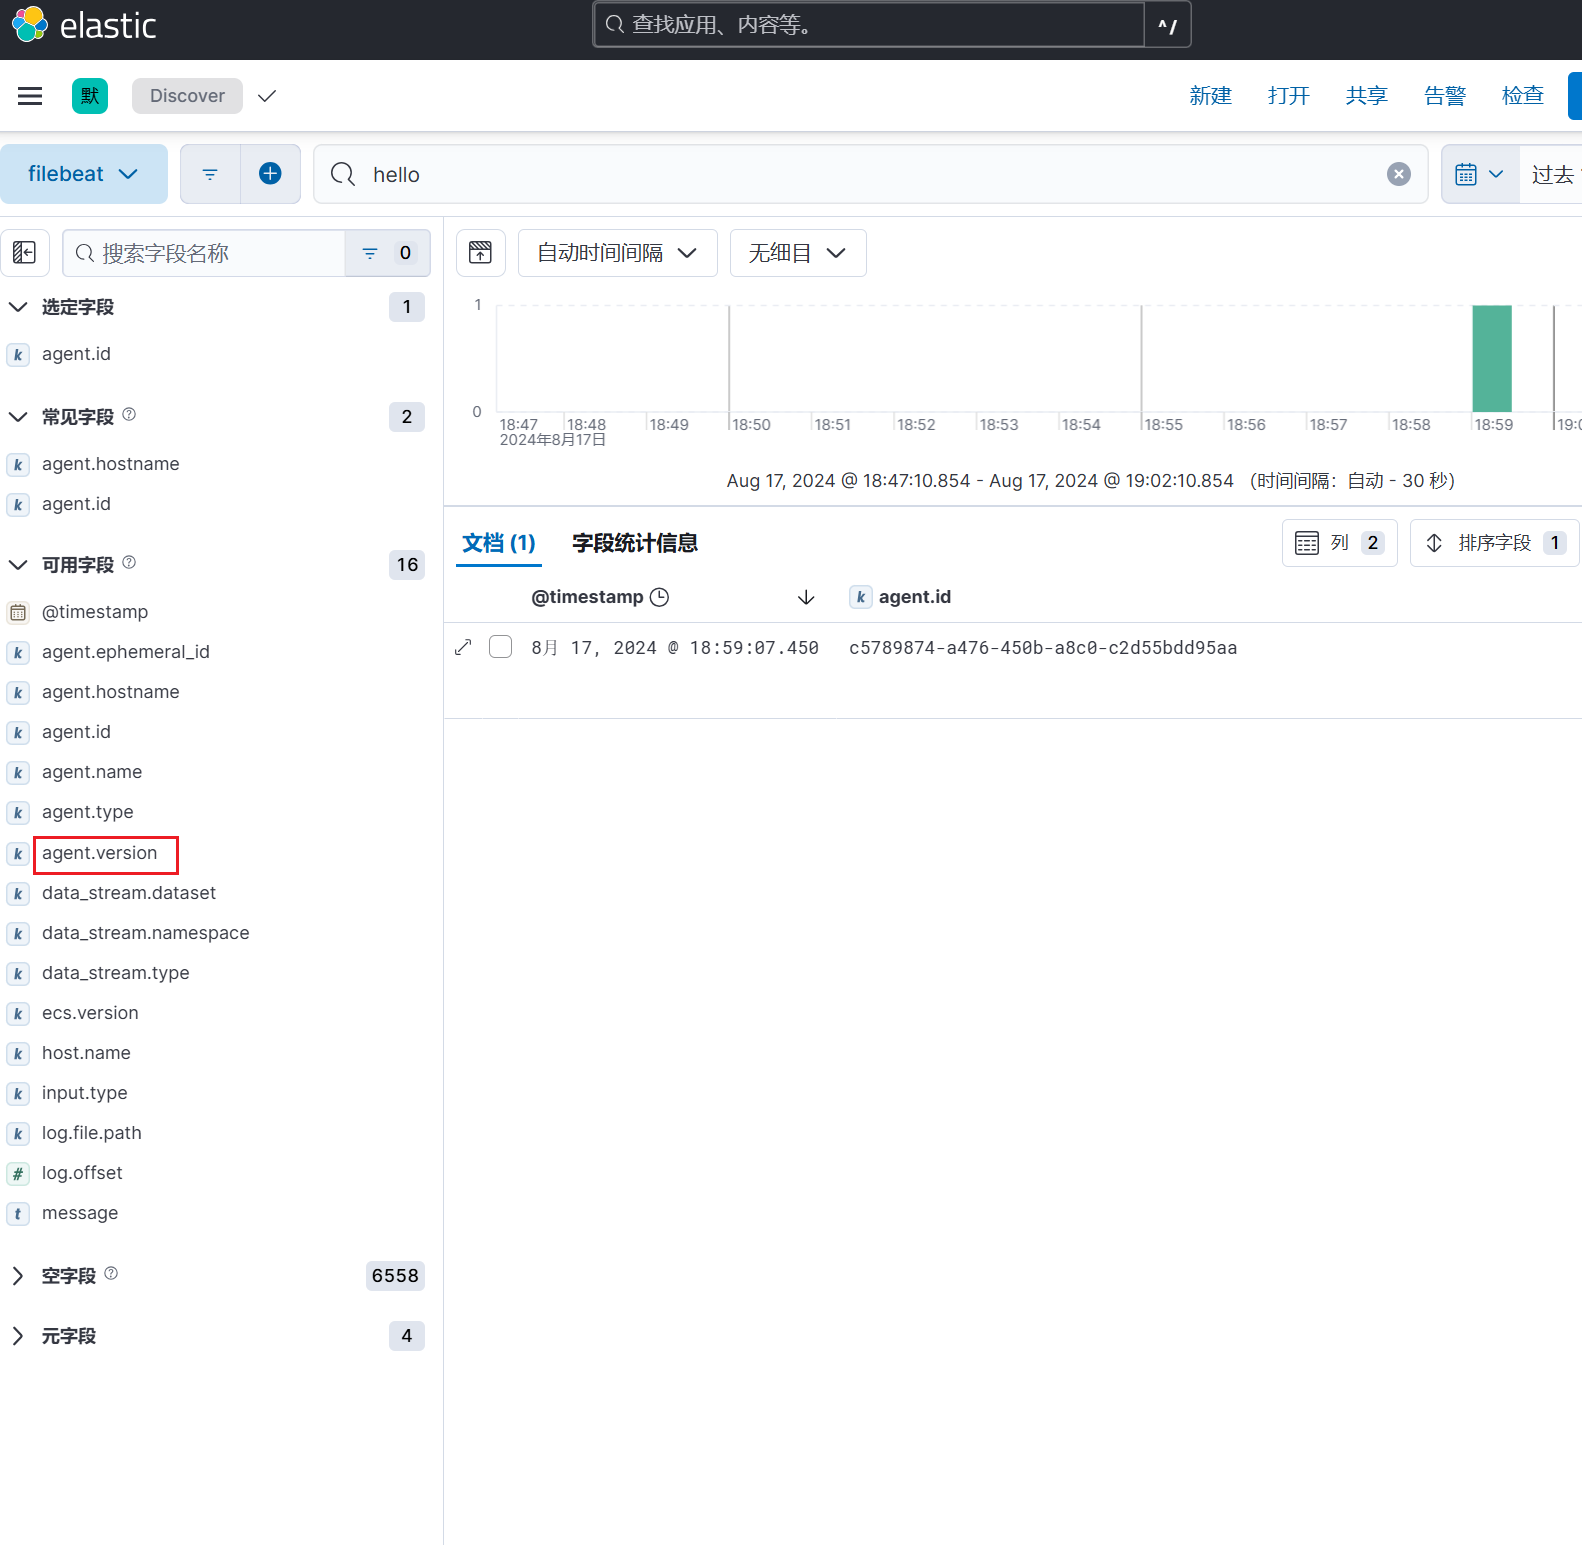 elastic
查找应用、内容等。
^/
默
Discover
新建
打开
共享
告警
检查
filebeat
hello
过去
搜索字段名称
0
自动时间间隔
无细目
选定字段
1
k agent.id
常见字段
2
k agent.hostname
k agent.id
可用字段
16
@timestamp
k agent.ephemeral_id
k agent.hostname
k agent.id
k agent.name
k agent.type
k agent.version
k data_stream.dataset
k data_stream.namespace
k data_stream.type
k ecs.version
k host.name
k input.type
k log.file.path
# log.offset
t message
空字段
6558
元字段
4
1
0
18:47 18:48 18:49 18:50 18:51 18:52 18:53 18:54 18:55 18:56 18:57 18:58 18:59
2024年8月17日
Aug 17, 2024 @ 18:47:10.854 - Aug 17, 2024 @ 19:02:10.854 （时间间隔：自动 - 30 秒）
文档 (1)
字段统计信息
列 2
排序字段 1
@timestamp
k agent.id
8月 17, 2024 @ 18:59:07.450 c5789874-a476-450b-a8c0-c2d55bdd95aa